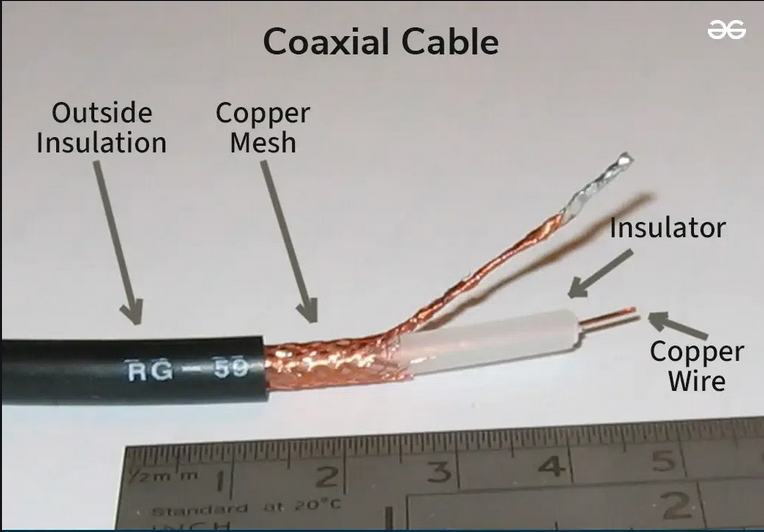 Coaxial Cable
Outside
Insulation
Copper
Mesh
Insulator
Copper
Wire
RG-59
1/2mm 1 2 3 4 5
Standard at 20°C
INCH
2